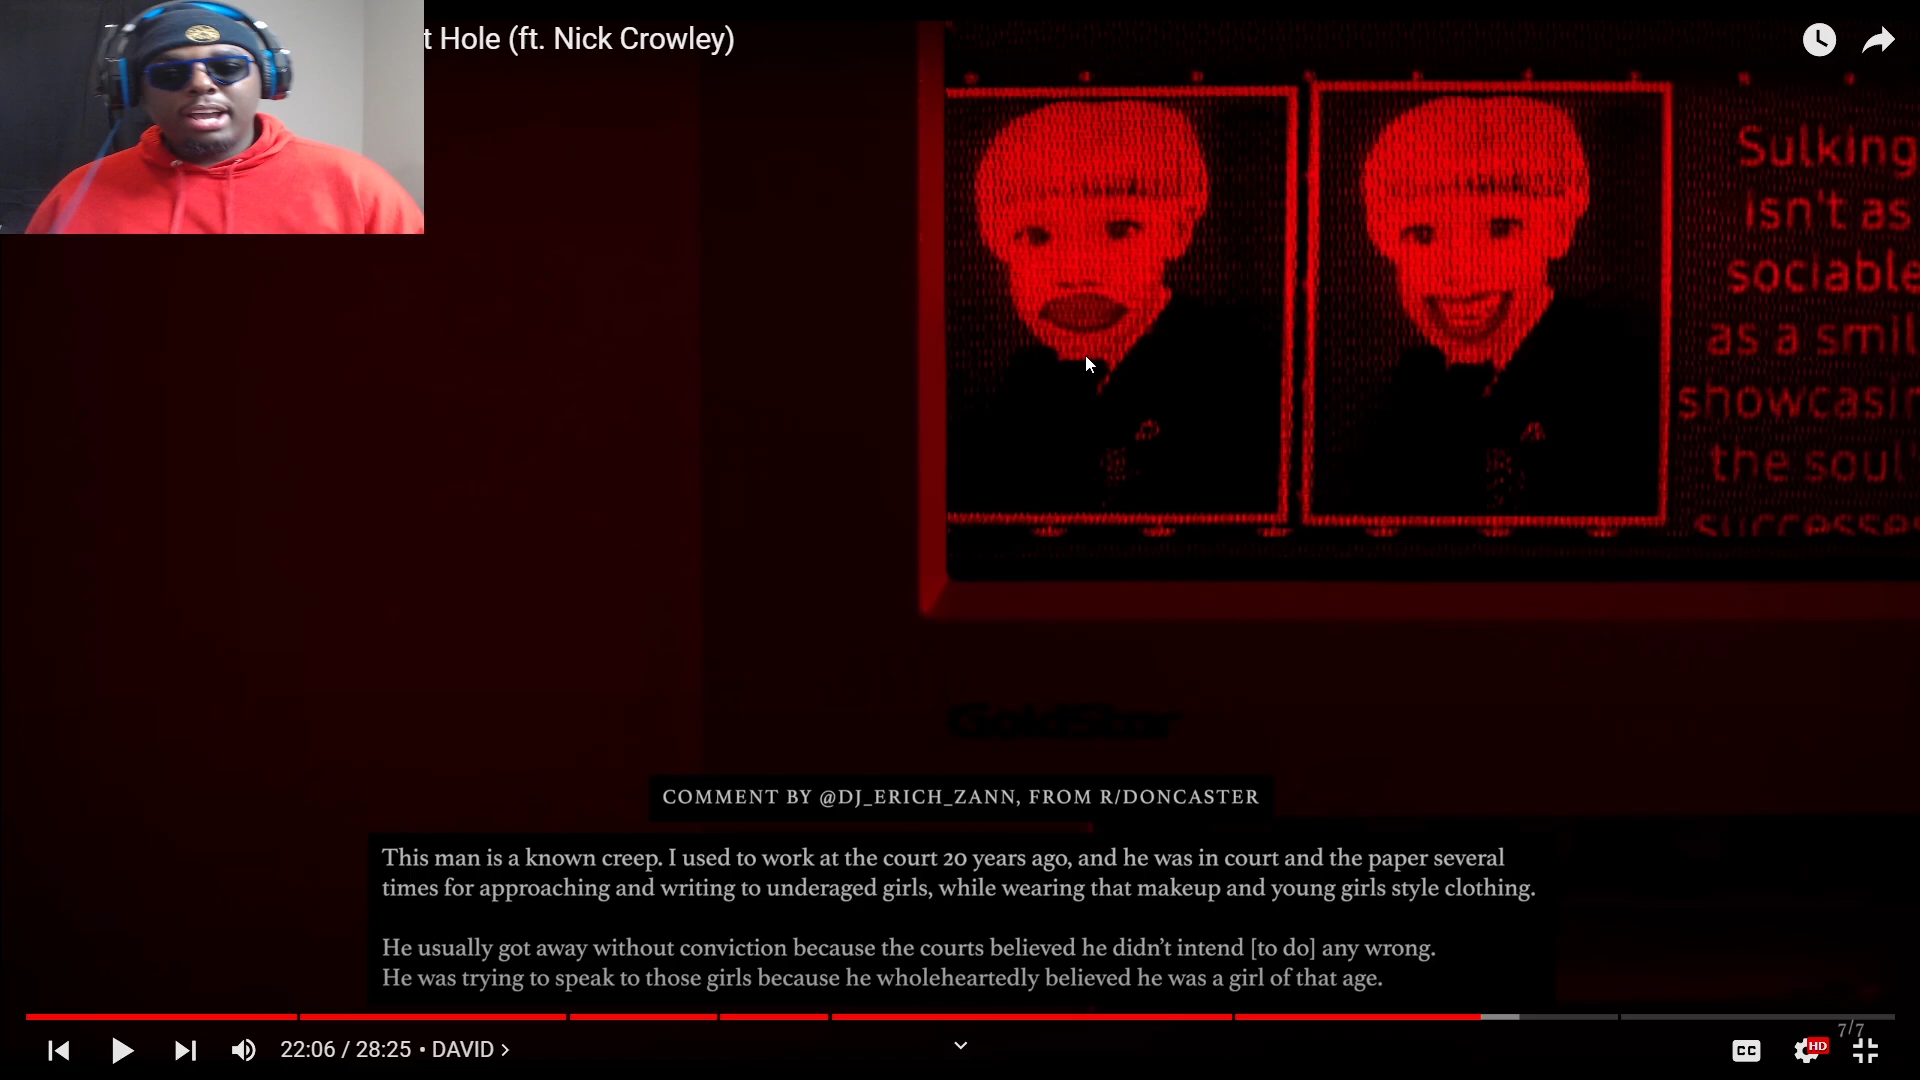 t Hole (ft. Nick Crowley)
Sulking
isn't as
sociable
as a smil
showcasin
the soul'
successes
GoldStar
COMMENT BY @DJ_ERICH_ZANN, FROM R/DONCASTER
This man is a known creep. I used to work at the court 20 years ago, and he was in court and the paper several
times for approaching and writing to underaged girls, while wearing that makeup and young girls style clothing.
He usually got away without conviction because the courts believed he didn't intend [to do] any wrong.
He was trying to speak to those girls because he wholeheartedly believed he was a girl of that age.
7/7
22:06 / 28:25 • DAVID >
CC
HD